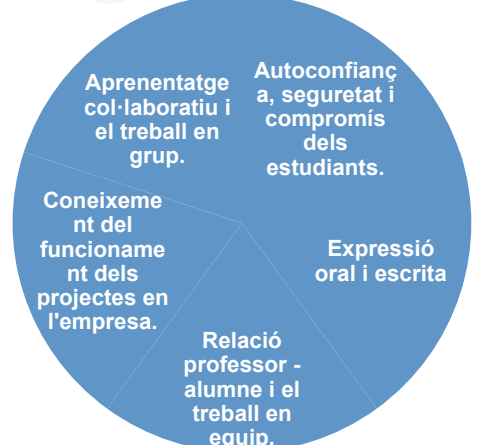 Autoconfianç
a, seguretat i
compromís
dels
estudiants.
Expressió
oral i escrita
Relació
professor -
alumne i el
treball en
equip.
Coneixeme
nt del
funcioname
nt dels
projectes en
l'empresa.
Aprenentatge
col·laboratiu i
el treball en
grup.